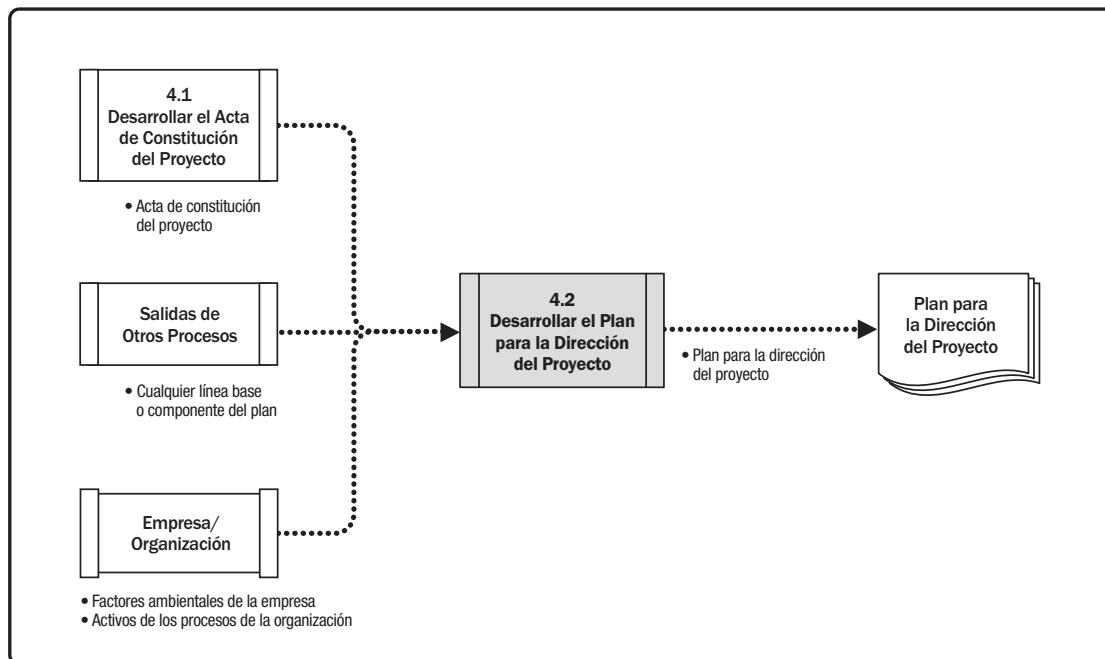 4.1
Desarrollar el Acta
de Constitución
del Proyecto
• Acta de constitución
del proyecto
Salidas de
Otros Procesos
• Cualquier línea base
o componente del plan
Empresa/
Organización
• Factores ambientales de la empresa
• Activos de los procesos de la organización
4.2
Desarrollar el Plan
para la Dirección
del Proyecto
• Plan para la dirección
del proyecto
Plan para
la Dirección
del Proyecto